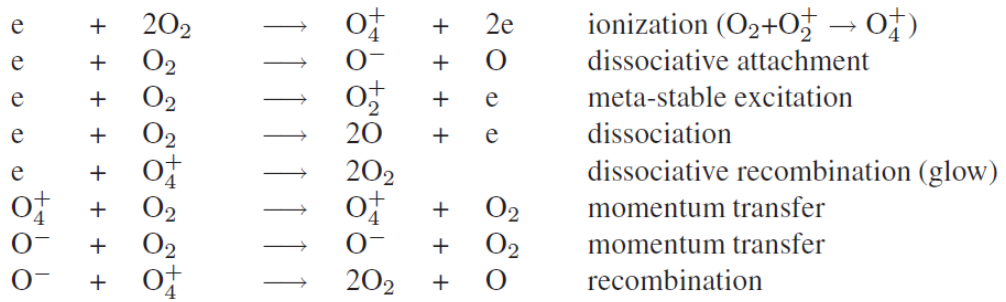 e + 2O₂ ⟶ O₄⁺ + 2e ionization (O₂+O₂⁺ → O₄⁺)
e + O₂ ⟶ O⁻ + O dissociative attachment
e + O₂ ⟶ O₂⁺ + e meta-stable excitation
e + O₂ ⟶ 2O + e dissociation
e + O₄⁺ ⟶ 2O₂ dissociative recombination (glow)
O₄⁺ + O₂ ⟶ O₄⁺ + O₂ momentum transfer
O⁻ + O₂ ⟶ O⁻ + O₂ momentum transfer
O⁻ + O₄⁺ ⟶ 2O₂ + O recombination